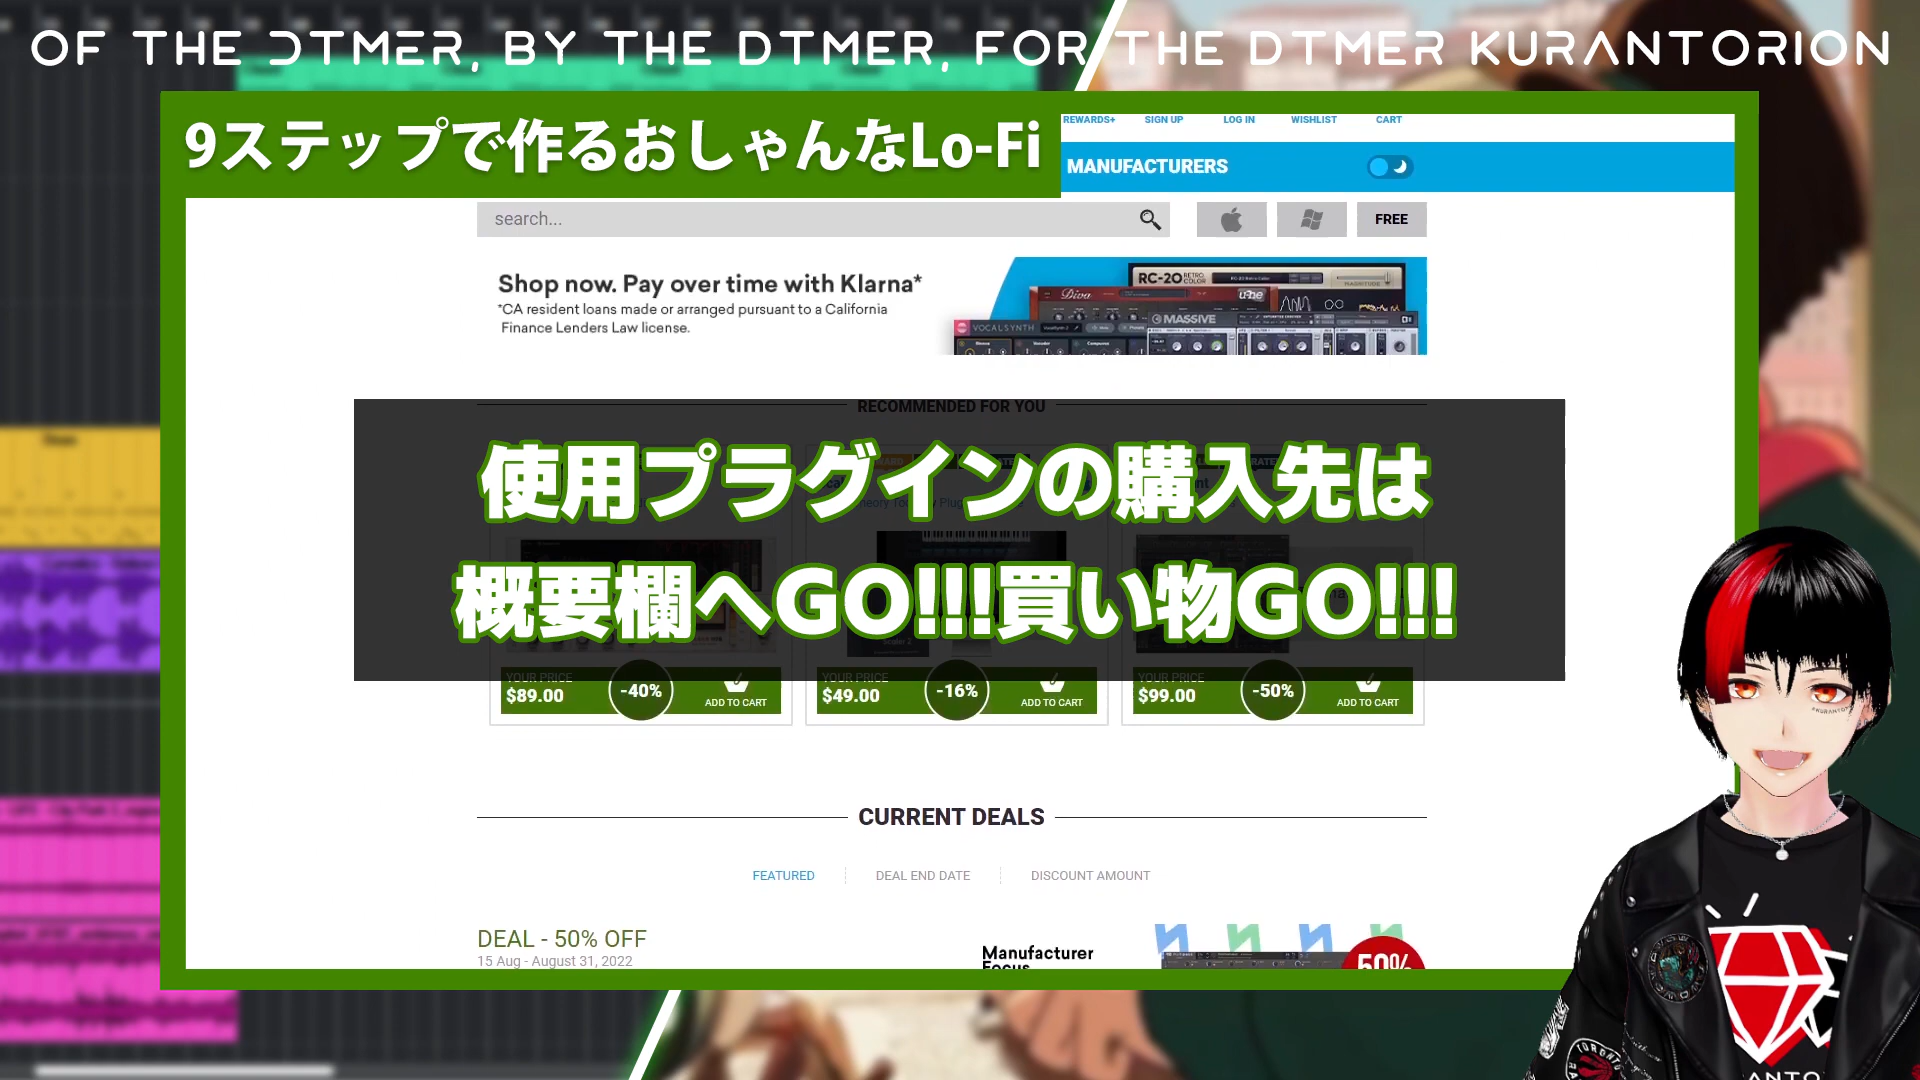 OF THE DTMER, BY THE DTMER, FOR THE DTMER KURANTORION
9ステップで作るおしゃんなLo-Fi
REWARDS+ SIGN UP LOG IN WISHLIST CART
MANUFACTURERS
search...
FREE
Shop now. Pay over time with Klarna*
*CA resident loans made or arranged pursuant to a California
Finance Lenders Law license.
RC-20 RETRO COLOR
Diva u-he
VOCALSYNTH MASSIVE
RECOMMENDED FOR YOU
使用プラグインの購入先は
概要欄へGO!!!買い物GO!!!
YOUR PRICE YOUR PRICE YOUR PRICE
$89.00 -40% ADD TO CART $49.00 -16% ADD TO CART $99.00 -50% ADD TO CART
CURRENT DEALS
FEATURED DEAL END DATE DISCOUNT AMOUNT
DEAL - 50% OFF
15 Aug - August 31, 2022
Manufacturer
Focus
50%